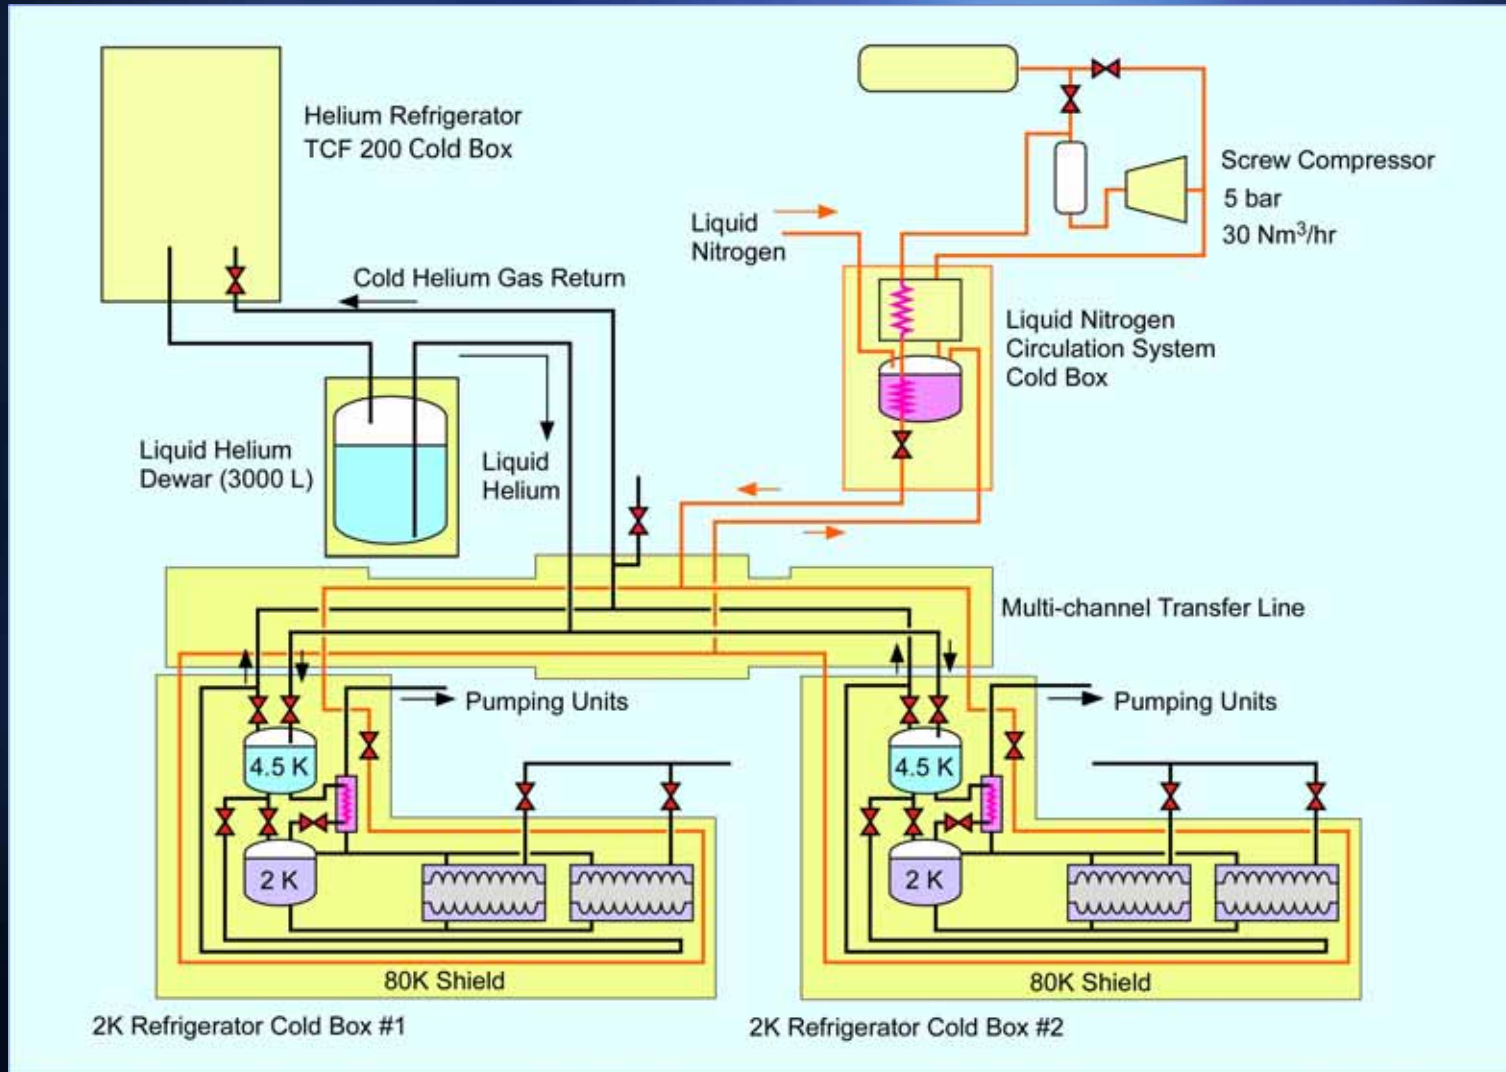 Helium Refrigerator
TCF 200 Cold Box
Screw Compressor
5 bar
30 Nm³/hr
Liquid
Nitrogen
Cold Helium Gas Return
Liquid Nitrogen
Circulation System
Cold Box
Liquid Helium
Dewar (3000 L)
Liquid
Helium
Multi-channel Transfer Line
Pumping Units
Pumping Units
4.5 K
4.5 K
2 K
2 K
80K Shield
80K Shield
2K Refrigerator Cold Box #1
2K Refrigerator Cold Box #2